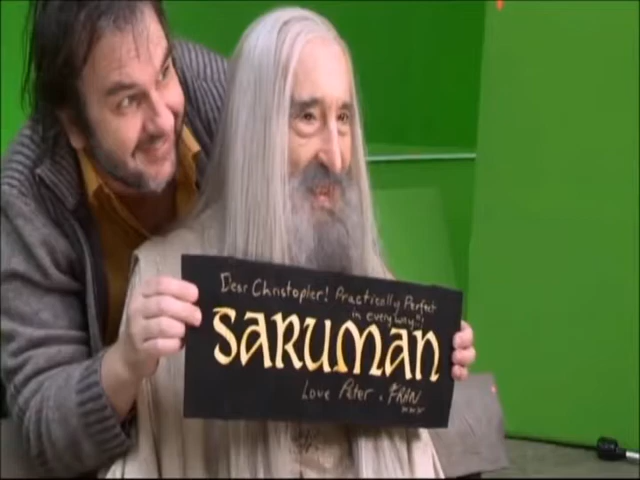 Dear Christopher! Practically Perfect
in every way"!
SARUMAN
Love Peter & FRAN